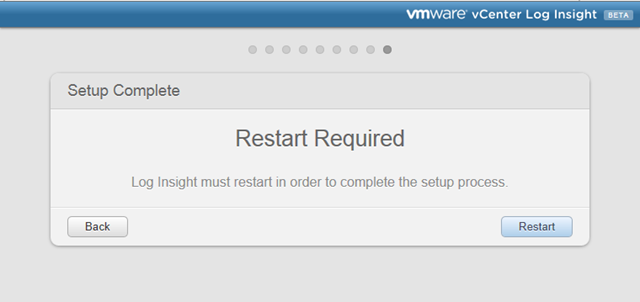 vmware vCenter Log Insight BETA
Setup Complete
Restart Required
Log Insight must restart in order to complete the setup process.
Back Restart